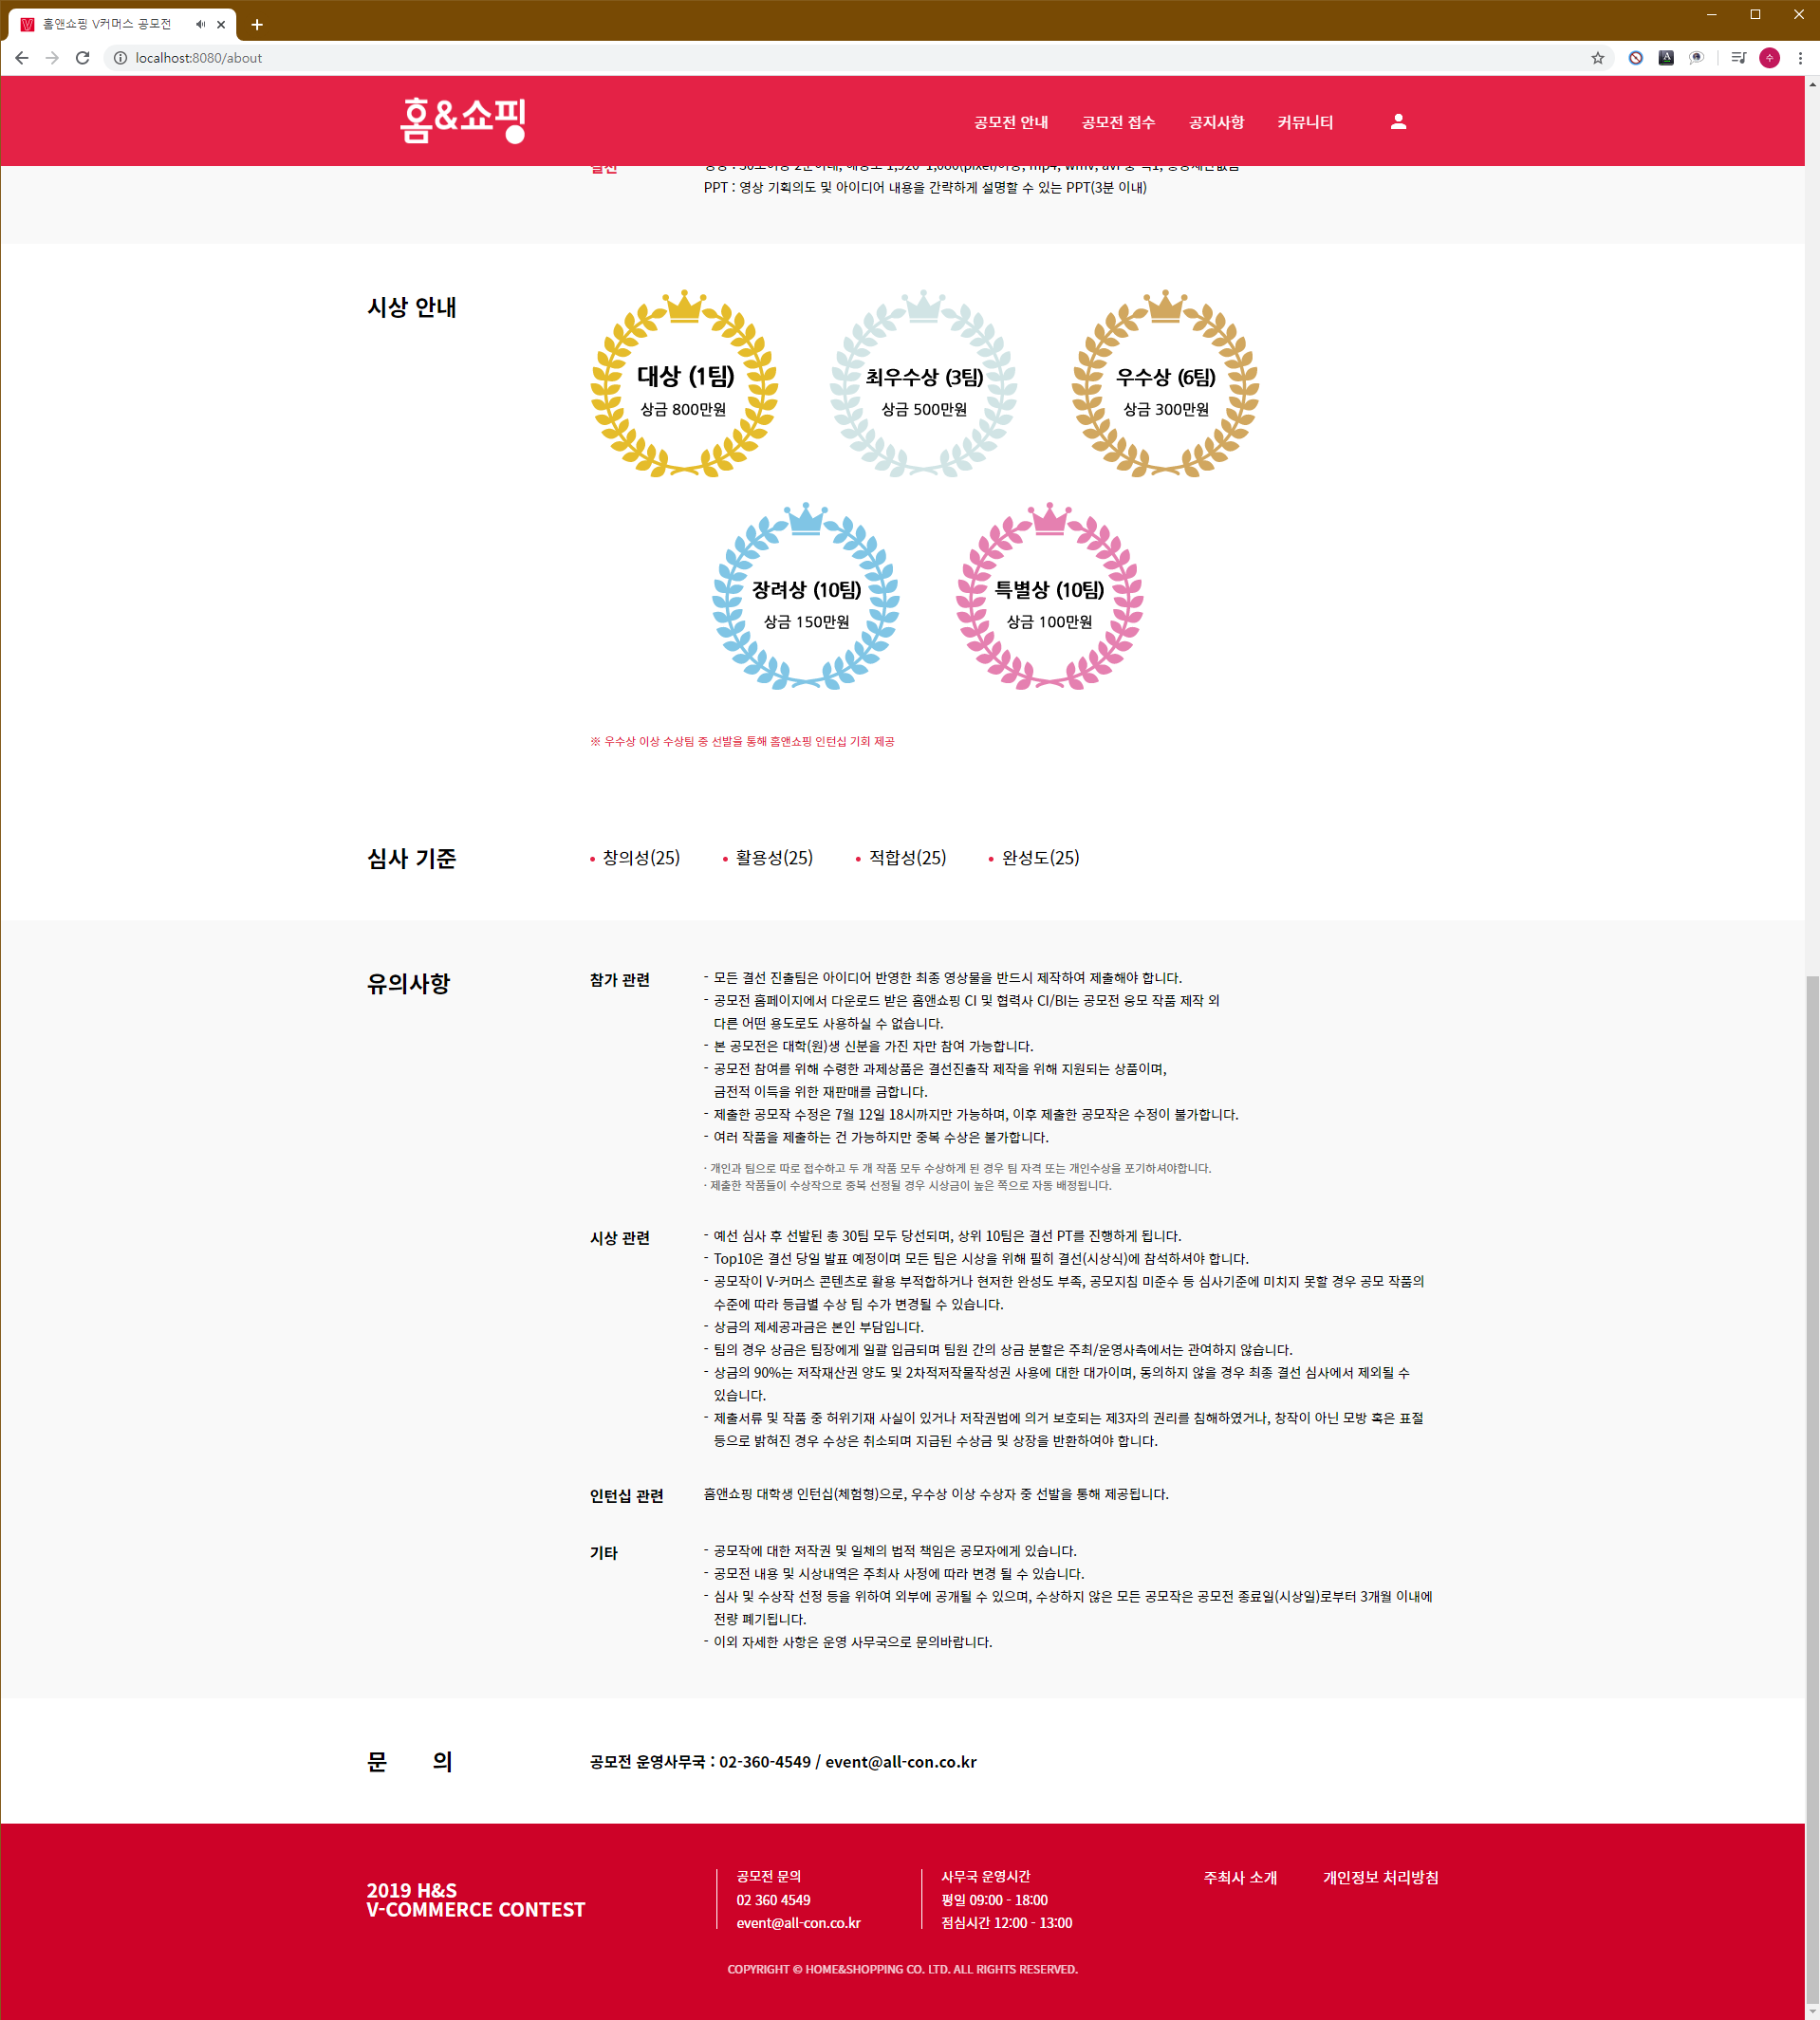 홈앤쇼핑 V커머스 공모전
localhost:8080/about
수
홈&쇼핑
공모전 안내 공모전 접수 공지사항 커뮤니티
PPT : 영상 기획의도 및 아이디어 내용을 간략하게 설명할 수 있는 PPT(3분 이내)
시상 안내
대상 (1팀) 최우수상 (3팀) 우수상 (6팀)
상금 800만원 상금 500만원 상금 300만원
장려상 (10팀) 특별상 (10팀)
상금 150만원 상금 100만원
※ 우수상 이상 수상팀 중 선발을 통해 홈앤쇼핑 인턴십 기회 제공
심사 기준
• 창의성(25) • 활용성(25) • 적합성(25) • 완성도(25)
유의사항
참가 관련
- 모든 결선 진출팀은 아이디어 반영한 최종 영상물을 반드시 제작하여 제출해야 합니다.
- 공모전 홈페이지에서 다운로드 받은 홈앤쇼핑 CI 및 협력사 CI/BI는 공모전 응모 작품 제작 외
다른 어떤 용도로도 사용하실 수 없습니다.
- 본 공모전은 대학(원)생 신분을 가진 자만 참여 가능합니다.
- 공모전 참여를 위해 수령한 과제상품은 결선진출작 제작을 위해 지원되는 상품이며,
금전적 이득을 위한 재판매를 금합니다.
- 제출한 공모작 수정은 7월 12일 18시까지만 가능하며, 이후 제출한 공모작은 수정이 불가합니다.
- 여러 작품을 제출하는 건 가능하지만 중복 수상은 불가합니다.
· 개인과 팀으로 따로 접수하고 두 개 작품 모두 수상하게 된 경우 팀 자격 또는 개인수상을 포기하셔야합니다.
· 제출한 작품들이 수상작으로 중복 선정될 경우 시상금이 높은 쪽으로 자동 배정됩니다.
시상 관련
- 예선 심사 후 선발된 총 30팀 모두 당선되며, 상위 10팀은 결선 PT를 진행하게 됩니다.
- Top10은 결선 당일 발표 예정이며 모든 팀은 시상을 위해 필히 결선(시상식)에 참석하셔야 합니다.
- 공모작이 V-커머스 콘텐츠로 활용 부적합하거나 현저한 완성도 부족, 공모지침 미준수 등 심사기준에 미치지 못할 경우 공모 작품의
수준에 따라 등급별 수상 팀 수가 변경될 수 있습니다.
- 상금의 제세공과금은 본인 부담입니다.
- 팀의 경우 상금은 팀장에게 일괄 입금되며 팀원 간의 상금 분할은 주최/운영사측에서는 관여하지 않습니다.
- 상금의 90%는 저작재산권 양도 및 2차적저작물작성권 사용에 대한 대가이며, 동의하지 않을 경우 최종 결선 심사에서 제외될 수
있습니다.
- 제출서류 및 작품 중 허위기재 사실이 있거나 저작권법에 의거 보호되는 제3자의 권리를 침해하였거나, 창작이 아닌 모방 혹은 표절
등으로 밝혀진 경우 수상은 취소되며 지급된 수상금 및 상장을 반환하여야 합니다.
인턴십 관련
홈앤쇼핑 대학생 인턴십(체험형)으로, 우수상 이상 수상자 중 선발을 통해 제공됩니다.
기타
- 공모작에 대한 저작권 및 일체의 법적 책임은 공모자에게 있습니다.
- 공모전 내용 및 시상내역은 주최사 사정에 따라 변경 될 수 있습니다.
- 심사 및 수상작 선정 등을 위하여 외부에 공개될 수 있으며, 수상하지 않은 모든 공모작은 공모전 종료일(시상일)로부터 3개월 이내에
전량 폐기됩니다.
- 이외 자세한 사항은 운영 사무국으로 문의바랍니다.
문 의
공모전 운영사무국 : 02-360-4549 / event@all-con.co.kr
2019 H&S
V-COMMERCE CONTEST
공모전 문의
02 360 4549
event@all-con.co.kr
사무국 운영시간
평일 09:00 - 18:00
점심시간 12:00 - 13:00
주최사 소개 개인정보 처리방침
COPYRIGHT © HOME&SHOPPING CO. LTD. ALL RIGHTS RESERVED.